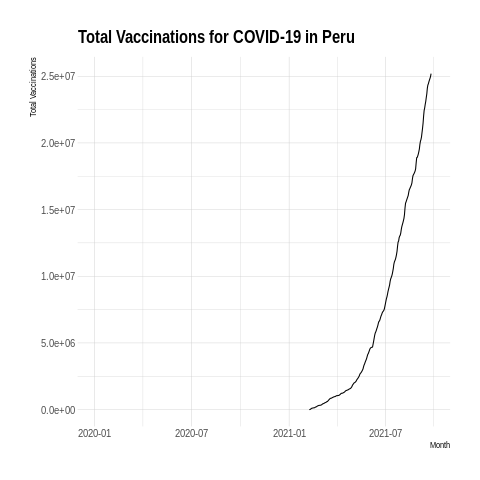 Total Vaccinations for COVID-19 in Peru
Total Vaccinations
2.5e+07
2.0e+07
1.5e+07
1.0e+07
5.0e+06
0.0e+00
2020-01 2020-07 2021-01 2021-07
Month